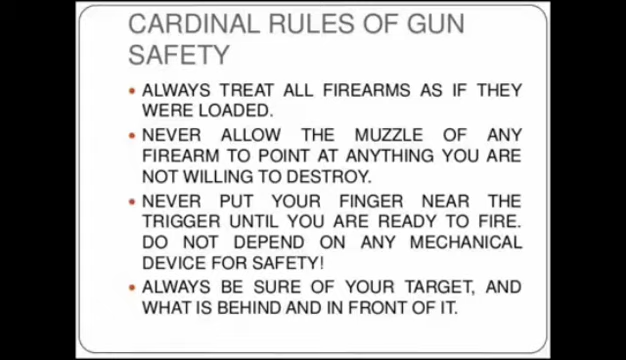 CARDINAL RULES OF GUN
SAFETY
• ALWAYS TREAT ALL FIREARMS AS IF THEY
WERE LOADED.
• NEVER ALLOW THE MUZZLE OF ANY
FIREARM TO POINT AT ANYTHING YOU ARE
NOT WILLING TO DESTROY.
• NEVER PUT YOUR FINGER NEAR THE
TRIGGER UNTIL YOU ARE READY TO FIRE.
DO NOT DEPEND ON ANY MECHANICAL
DEVICE FOR SAFETY!
• ALWAYS BE SURE OF YOUR TARGET, AND
WHAT IS BEHIND AND IN FRONT OF IT.